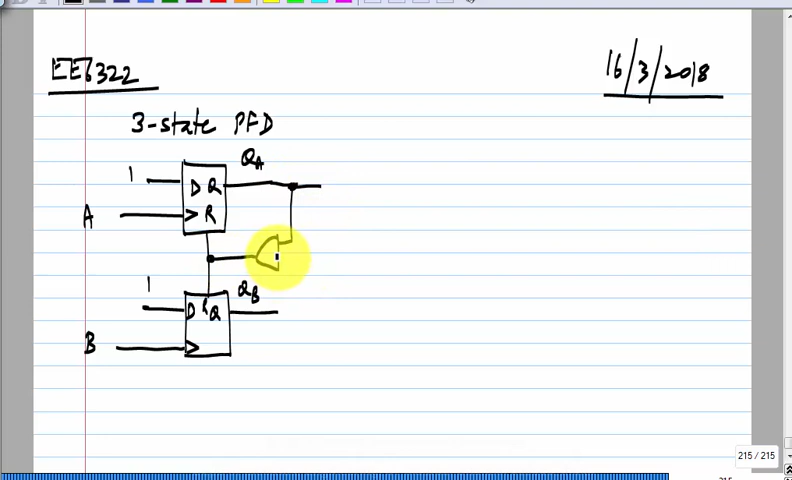 EE6322 16/3/2018
3-state PFD
QA
1
D Q
A R
QB
1
D R Q
B
215 / 215